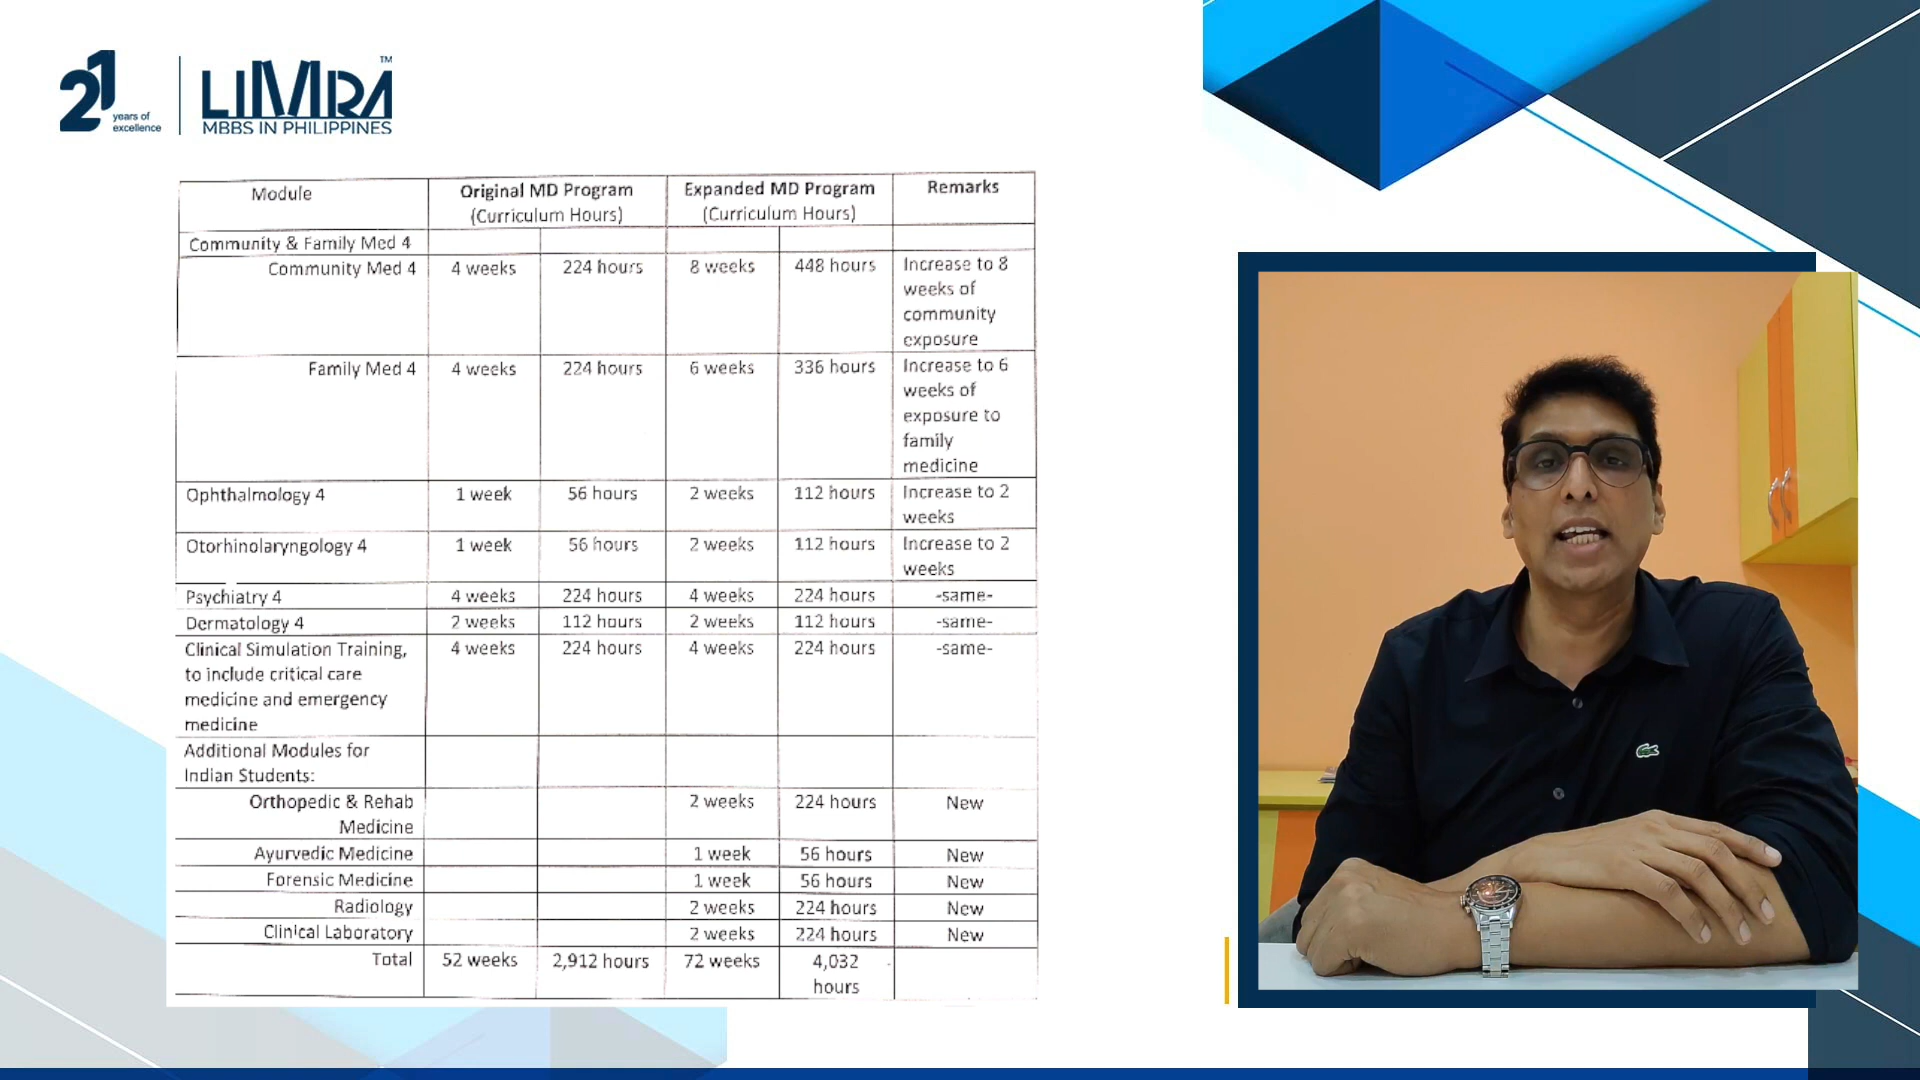 21 years of
excellence
LIMRA™
MBBS IN PHILIPPINES
Module
Original MD Program
(Curriculum Hours)
Expanded MD Program
(Curriculum Hours)
Remarks
Community & Family Med 4
Community Med 4 4 weeks 224 hours 8 weeks 448 hours Increase to 8
weeks of
community
exposure
Family Med 4 4 weeks 224 hours 6 weeks 336 hours Increase to 6
weeks of
exposure to
family
medicine
Ophthalmology 4 1 week 56 hours 2 weeks 112 hours Increase to 2
weeks
Otorhinolaryngology 4 1 week 56 hours 2 weeks 112 hours Increase to 2
weeks
Psychiatry 4 4 weeks 224 hours 4 weeks 224 hours -same-
Dermatology 4 2 weeks 112 hours 2 weeks 112 hours -same-
Clinical Simulation Training, 4 weeks 224 hours 4 weeks 224 hours -same-
to include critical care
medicine and emergency
medicine
Additional Modules for
Indian Students:
Orthopedic & Rehab 2 weeks 224 hours New
Medicine
Ayurvedic Medicine 1 week 56 hours New
Forensic Medicine 1 week 56 hours New
Radiology 2 weeks 224 hours New
Clinical Laboratory 2 weeks 224 hours New
Total 52 weeks 2,912 hours 72 weeks 4,032
hours